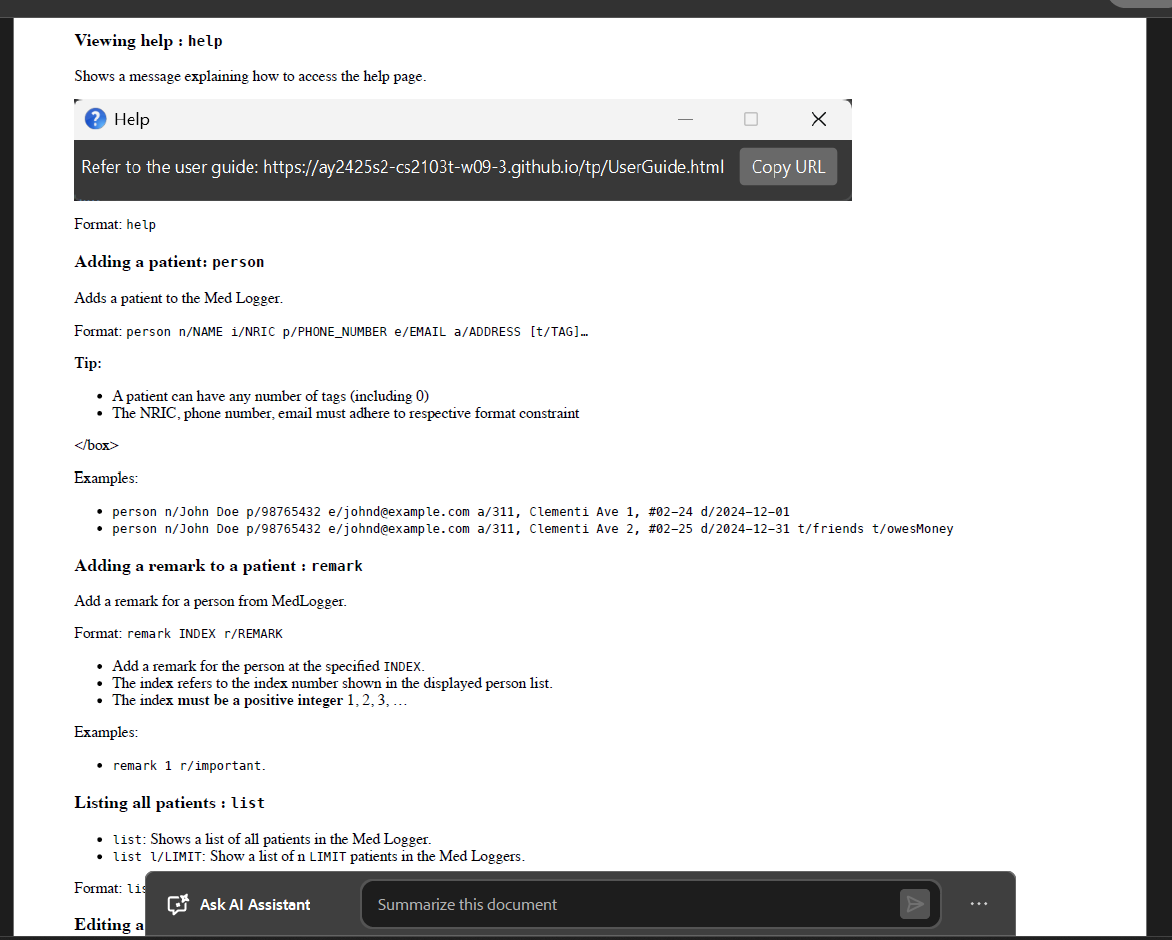 Viewing help : help
Shows a message explaining how to access the help page.
Help
Refer to the user guide: https://ay2425s2-cs2103t-w09-3.github.io/tp/UserGuide.html
Copy URL
Format: help
Adding a patient: person
Adds a patient to the Med Logger.
Format: person n/NAME i/NRIC p/PHONE_NUMBER e/EMAIL a/ADDRESS [t/TAG]…
Tip:
• A patient can have any number of tags (including 0)
• The NRIC, phone number, email must adhere to respective format constraint
</box>
Examples:
• person n/John Doe p/98765432 e/johnd@example.com a/311, Clementi Ave 1, #02-24 d/2024-12-01
• person n/John Doe p/98765432 e/johnd@example.com a/311, Clementi Ave 2, #02-25 d/2024-12-31 t/friends t/owesMoney
Adding a remark to a patient : remark
Add a remark for a person from MedLogger.
Format: remark INDEX r/REMARK
• Add a remark for the person at the specified INDEX.
• The index refers to the index number shown in the displayed person list.
• The index must be a positive integer 1, 2, 3, …
Examples:
• remark 1 r/important.
Listing all patients : list
• list: Shows a list of all patients in the Med Logger.
• list l/LIMIT: Show a list of n LIMIT patients in the Med Loggers.
Format: lis
Ask AI Assistant
Summarize this document
Editing a